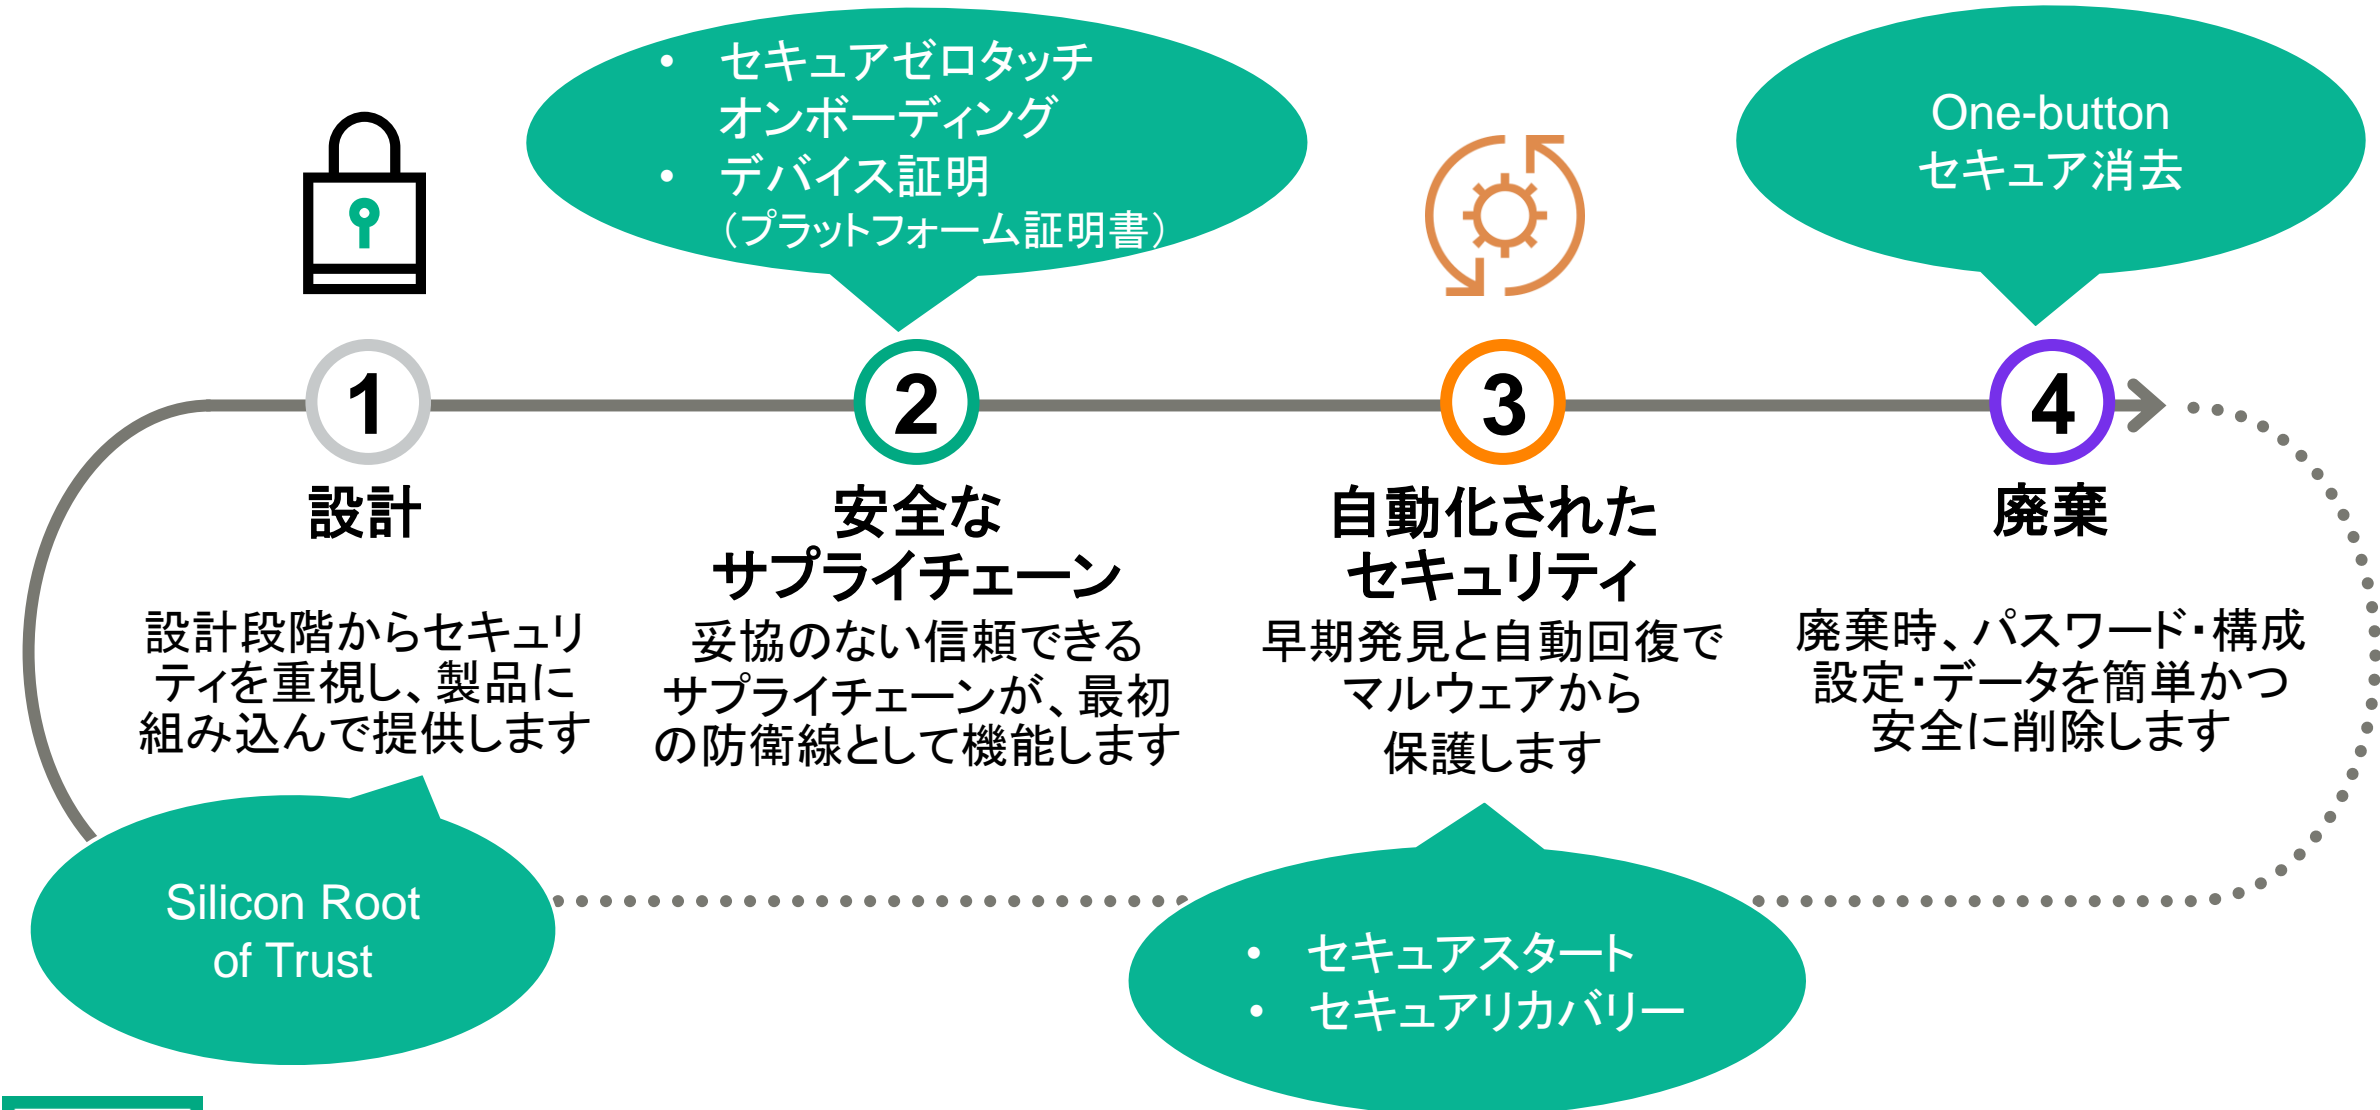 • セキュアゼロタッチ
オンボーディング
• デバイス証明
（プラットフォーム証明書）
One-button
セキュア消去
1
設計
設計段階からセキュリ
ティを重視し、製品に
組み込んで提供します
Silicon Root
of Trust
2
安全な
サプライチェーン
妥協のない信頼できる
サプライチェーンが、最初
の防衛線として機能します
3
自動化された
セキュリティ
早期発見と自動回復で
マルウェアから
保護します
• セキュアスタート
• セキュアリカバリー
4
廃棄
廃棄時、パスワード・構成
設定・データを簡単かつ
安全に削除します